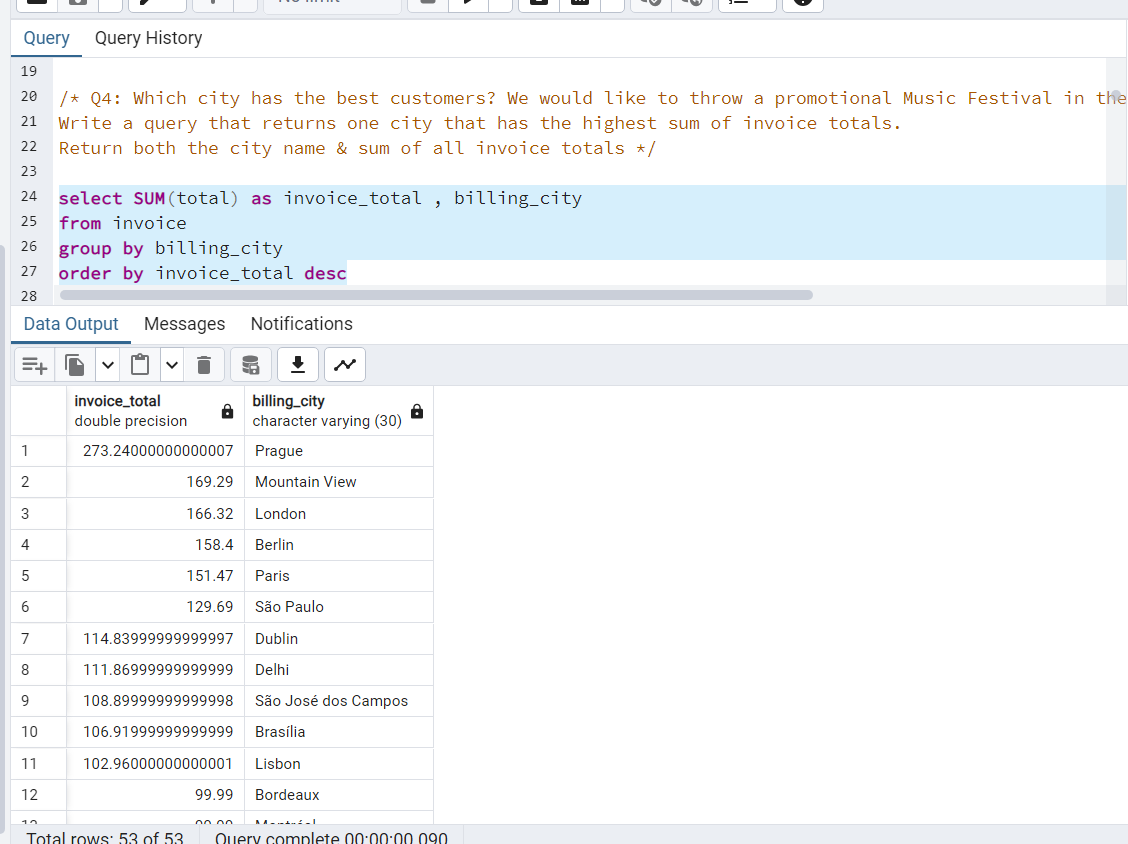 Query Query History
19
20 /* Q4: Which city has the best customers? We would like to throw a promotional Music Festival in the
21 Write a query that returns one city that has the highest sum of invoice totals.
22 Return both the city name & sum of all invoice totals */
23
24 select SUM(total) as invoice_total , billing_city
25 from invoice
26 group by billing_city
27 order by invoice_total desc
28
Data Output Messages Notifications
invoice_total billing_city
double precision character varying (30)
1 273.24000000000007 Prague
2 169.29 Mountain View
3 166.32 London
4 158.4 Berlin
5 151.47 Paris
6 129.69 São Paulo
7 114.83999999999997 Dublin
8 111.86999999999999 Delhi
9 108.89999999999998 São José dos Campos
10 106.91999999999999 Brasília
11 102.96000000000001 Lisbon
12 99.99 Bordeaux
Total rows: 53 of 53 Query complete 00:00:00.090